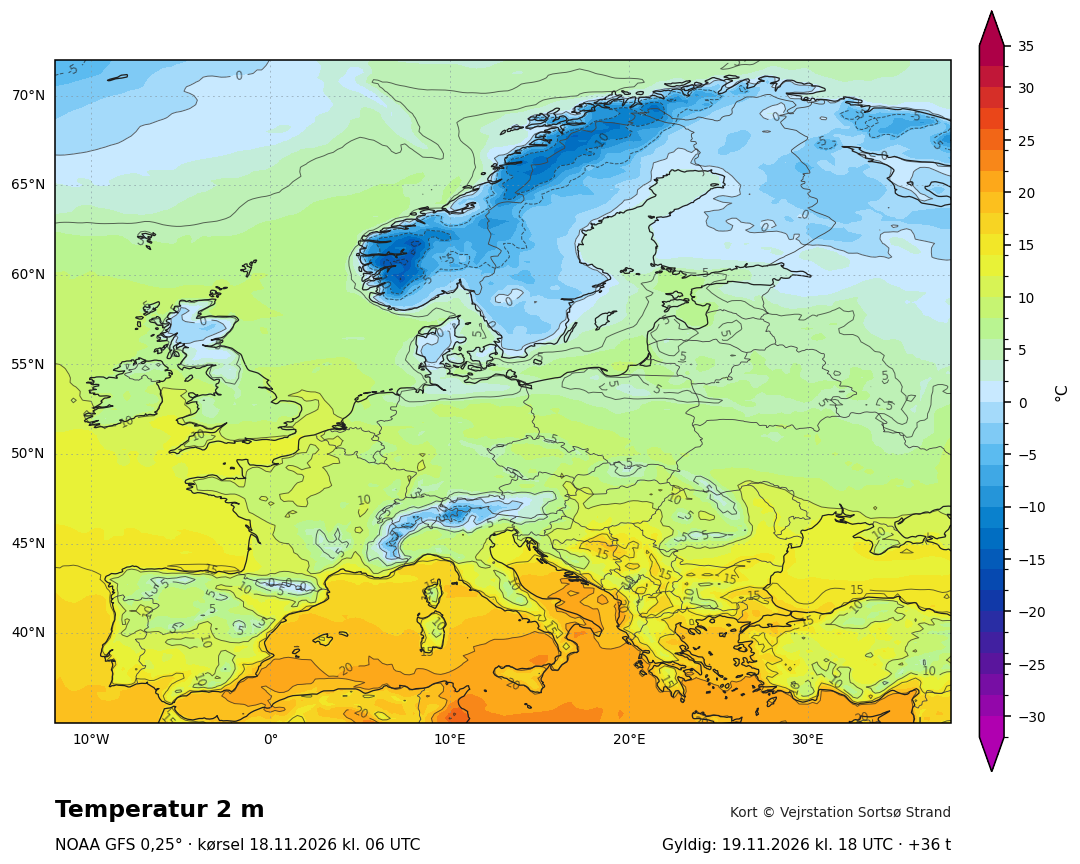 70°N
65°N
60°N
55°N
50°N
45°N
40°N
10°W 0° 10°E 20°E 30°E
35
30
25
20
15
10
5
0
−5
−10
−15
−20
−25
−30
°C
Temperatur 2 m
Kort © Vejrstation Sortsø Strand
NOAA GFS 0,25° · kørsel 18.11.2026 kl. 06 UTC
Gyldig: 19.11.2026 kl. 18 UTC · +36 t